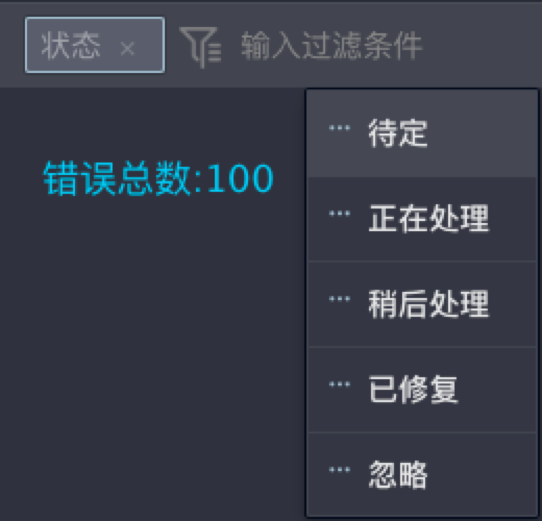 状态 × 输入过滤条件
错误总数:100
··· 待定
··· 正在处理
··· 稍后处理
··· 已修复
··· 忽略